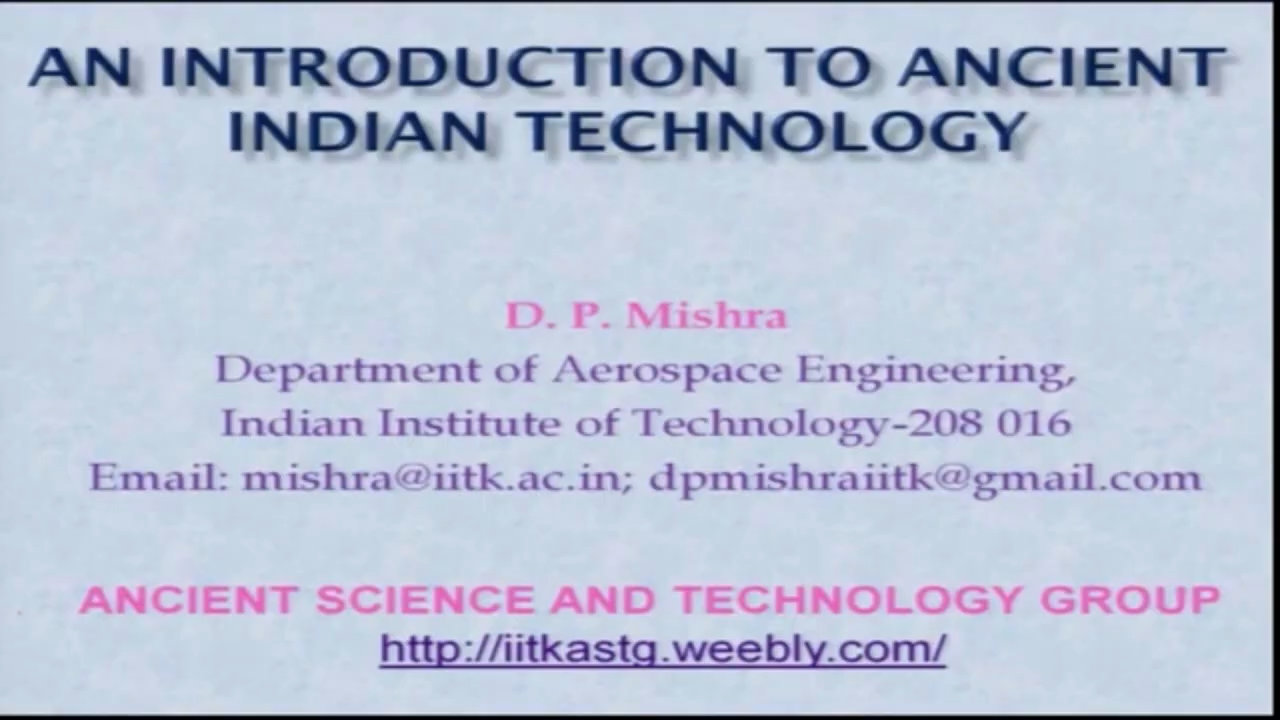 AN INTRODUCTION TO ANCIENT
INDIAN TECHNOLOGY
D. P. Mishra
Department of Aerospace Engineering,
Indian Institute of Technology-208 016
Email: mishra@iitk.ac.in; dpmishraiitk@gmail.com
ANCIENT SCIENCE AND TECHNOLOGY GROUP
http://iitkastg.weebly.com/